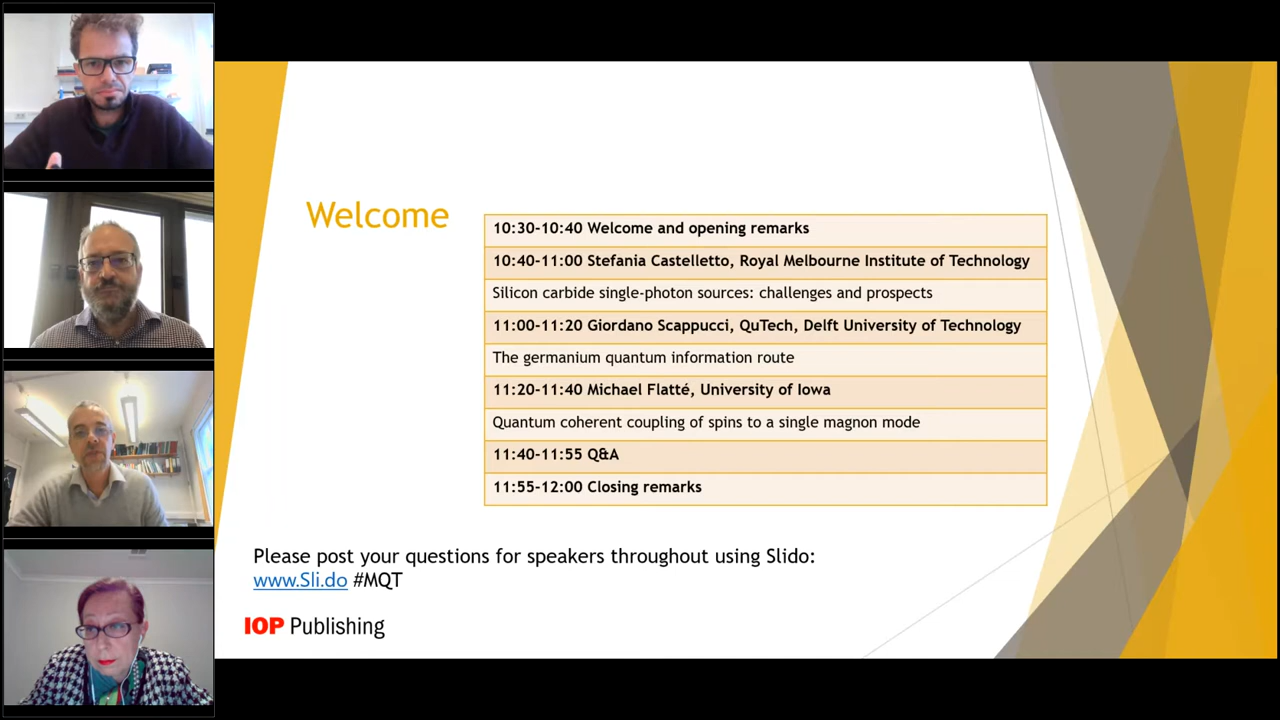 Welcome
10:30-10:40 Welcome and opening remarks
10:40-11:00 Stefania Castelletto, Royal Melbourne Institute of Technology
Silicon carbide single-photon sources: challenges and prospects
11:00-11:20 Giordano Scappucci, QuTech, Delft University of Technology
The germanium quantum information route
11:20-11:40 Michael Flatté, University of Iowa
Quantum coherent coupling of spins to a single magnon mode
11:40-11:55 Q&A
11:55-12:00 Closing remarks
Please post your questions for speakers throughout using Slido:
www.Sli.do #MQT
IOP Publishing